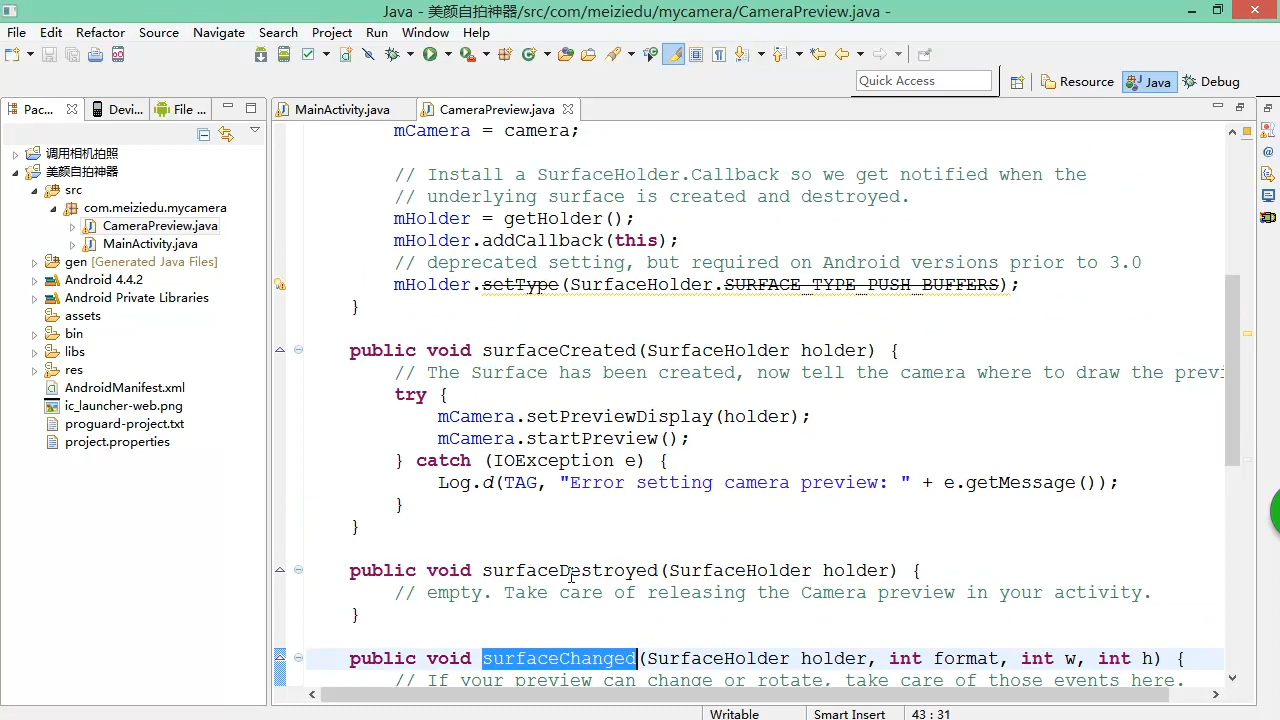 Java - 美颜自拍神器/src/com/meiziedu/mycamera/CameraPreview.java -
File Edit Refactor Source Navigate Search Project Run Window Help
Quick Access
Resource Java Debug
Pac... Devi... File ...
MainActivity.java CameraPreview.java
调用相机拍照
美颜自拍神器
src
com.meiziedu.mycamera
CameraPreview.java
MainActivity.java
gen [Generated Java Files]
Android 4.4.2
Android Private Libraries
assets
bin
libs
res
AndroidManifest.xml
ic_launcher-web.png
proguard-project.txt
project.properties
mCamera = camera;
// Install a SurfaceHolder.Callback so we get notified when the
// underlying surface is created and destroyed.
mHolder = getHolder();
mHolder.addCallback(this);
// deprecated setting, but required on Android versions prior to 3.0
mHolder.setType(SurfaceHolder.SURFACE_TYPE_PUSH_BUFFERS);
}
public void surfaceCreated(SurfaceHolder holder) {
// The Surface has been created, now tell the camera where to draw the previ
try {
mCamera.setPreviewDisplay(holder);
mCamera.startPreview();
} catch (IOException e) {
Log.d(TAG, "Error setting camera preview: " + e.getMessage());
}
}
public void surfaceDestroyed(SurfaceHolder holder) {
// empty. Take care of releasing the Camera preview in your activity.
}
public void surfaceChanged(SurfaceHolder holder, int format, int w, int h) {
// If your preview can change or rotate, take care of those events here.
Writable Smart Insert 43 : 31